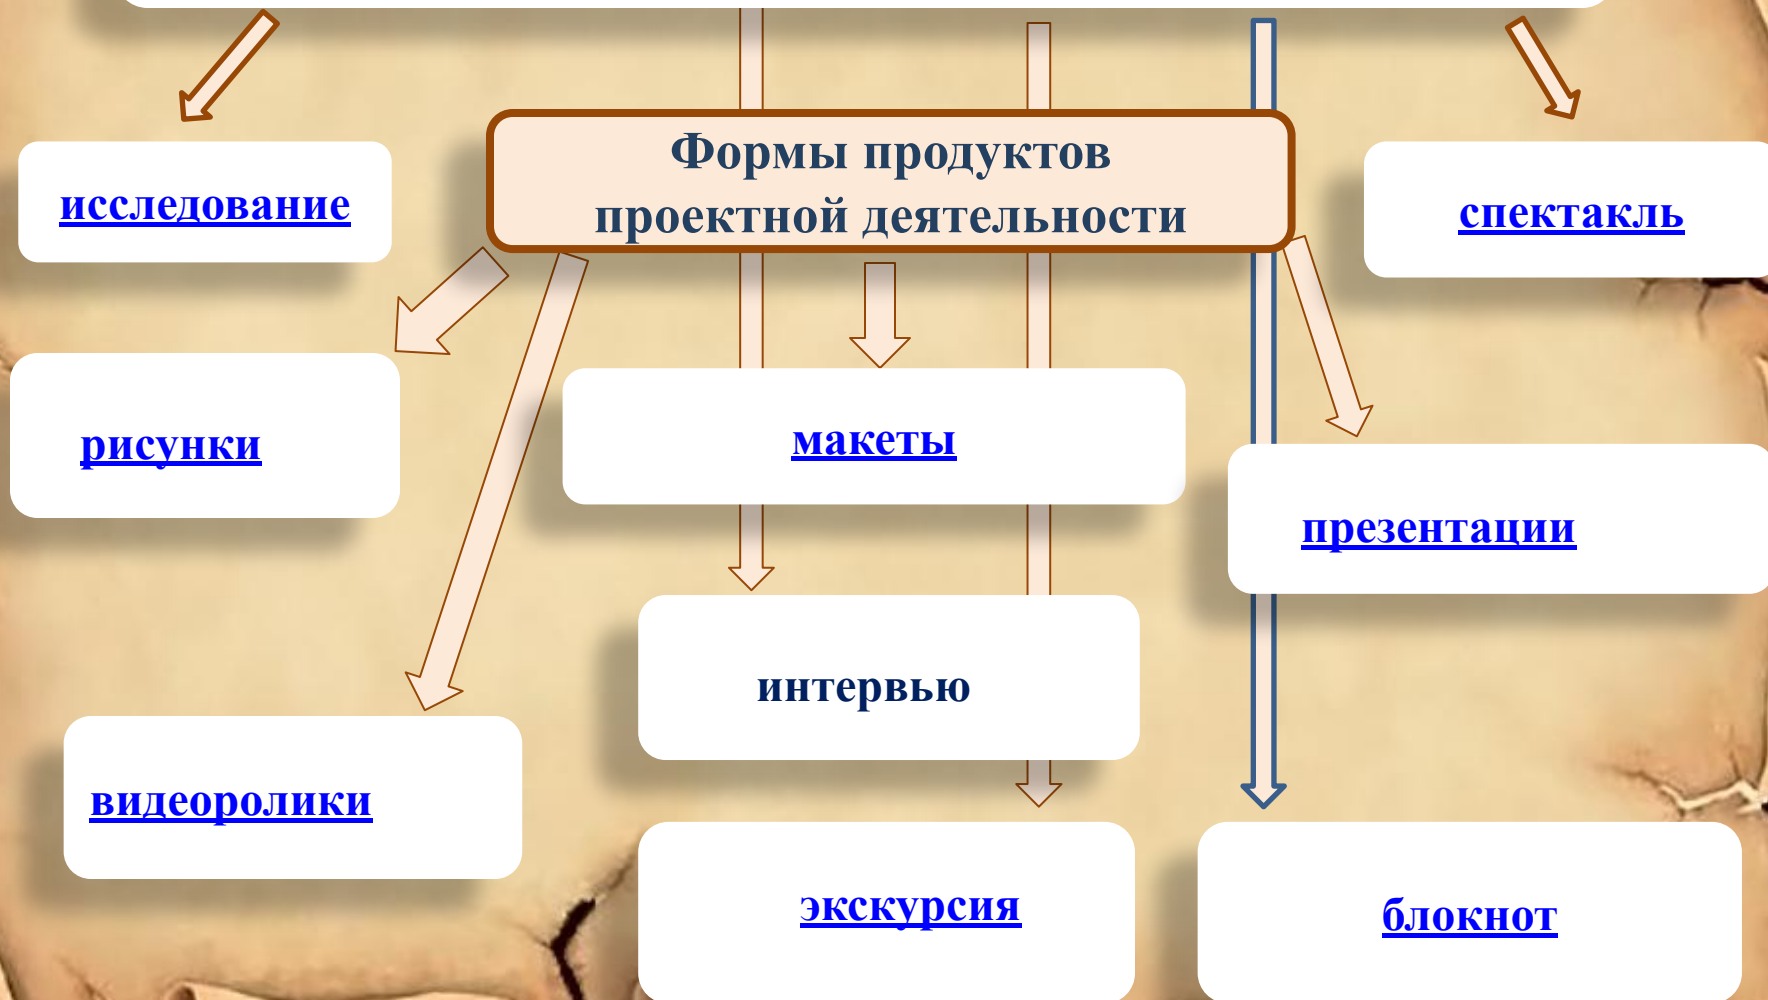 Формы продуктов
проектной деятельности
исследование
спектакль
рисунки
макеты
презентации
интервью
видеоролики
экскурсия
блокнот